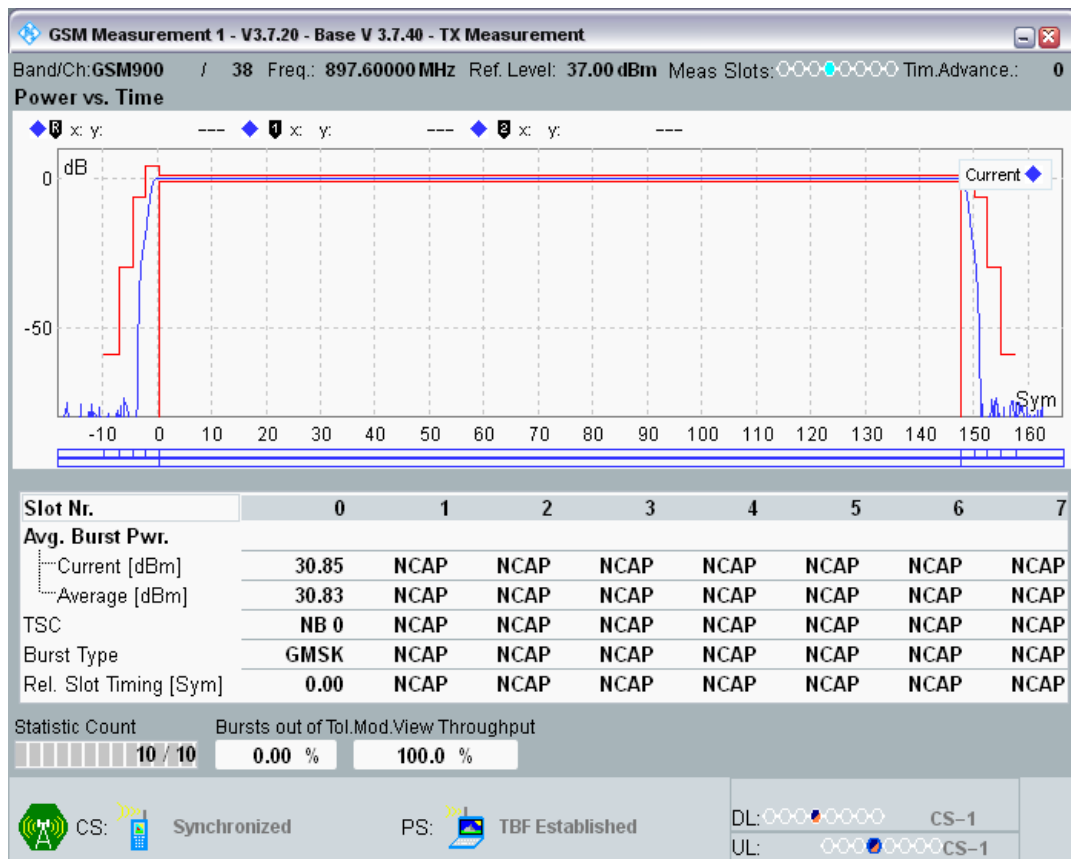 GSM Measurement 1 - V3.7.20 - Base V 3.7.40 - TX Measurement
Band/Ch:GSM900 / 38 Freq.: 897.60000 MHz Ref. Level: 37.00 dBm Meas Slots: Tim.Advance.: 0
Power vs. Time
R x: y: --- 1 x: y: --- 2 x: y: ---
dB
Current
0
-50
Sym
-10 0 10 20 30 40 50 60 70 80 90 100 110 120 130 140 150 160
Slot Nr. 0 1 2 3 4 5 6 7
Avg. Burst Pwr.
Current [dBm] 30.85 NCAP NCAP NCAP NCAP NCAP NCAP NCAP
Average [dBm] 30.83 NCAP NCAP NCAP NCAP NCAP NCAP NCAP
TSC NB 0 NCAP NCAP NCAP NCAP NCAP NCAP NCAP
Burst Type GMSK NCAP NCAP NCAP NCAP NCAP NCAP NCAP
Rel. Slot Timing [Sym] 0.00 NCAP NCAP NCAP NCAP NCAP NCAP NCAP
Statistic Count Bursts out of Tol.Mod.View Throughput
10 / 10 0.00 % 100.0 %
CS: Synchronized PS: TBF Established
DL: CS-1
UL: CS-1